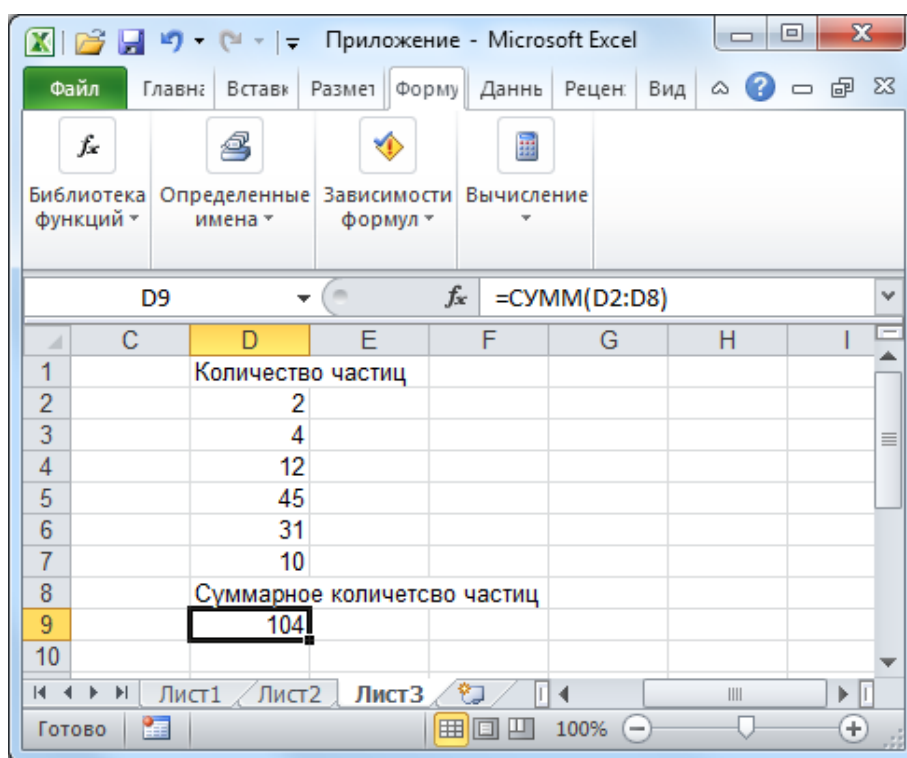 Приложение - Microsoft Excel
Файл Главна Вставк Размет Форму Даннь Рецен: Вид
Библиотека функций Определенные имена Зависимости формул Вычисление
D9 fx =СУММ(D2:D8)
C D E F G H I
1 Количество частиц
2 2
3 4
4 12
5 45
6 31
7 10
8 Суммарное количетсво частиц
9 104
10
Лист1 Лист2 Лист3
Готово 100%